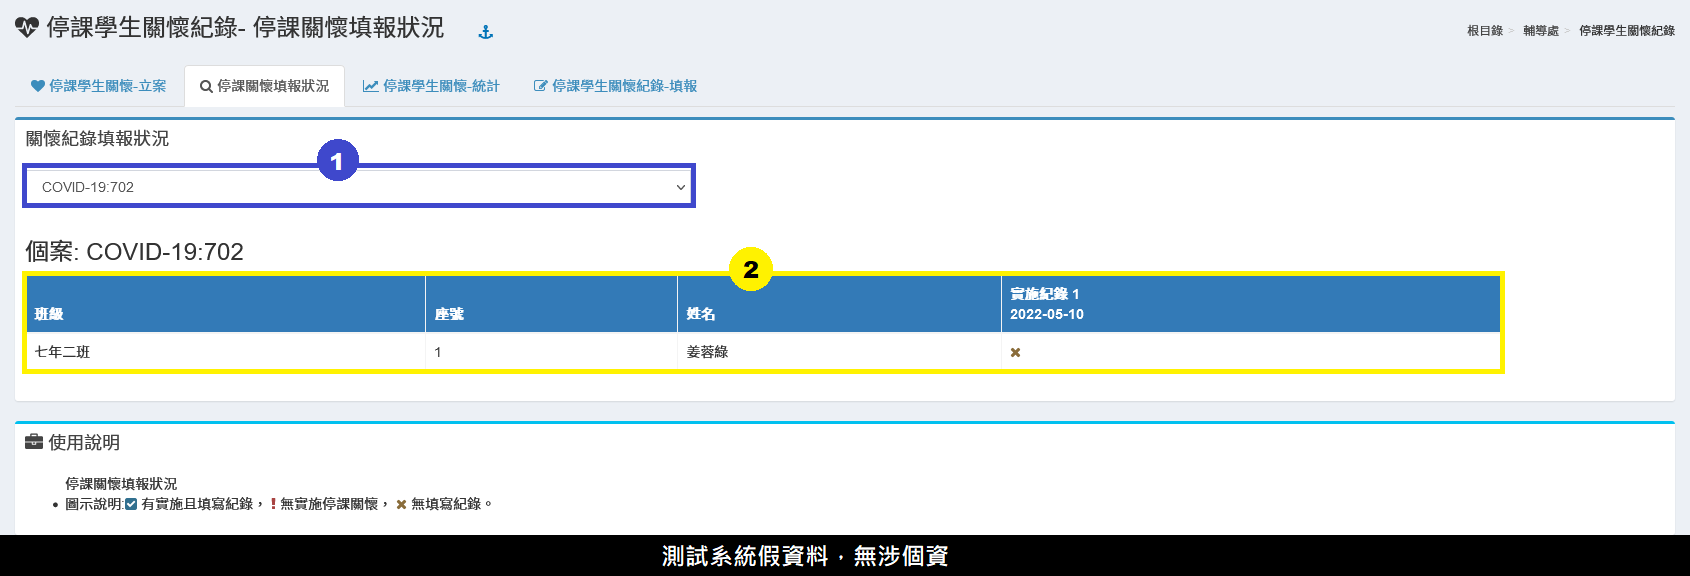 停課學生關懷紀錄- 停課關懷填報狀況
根目錄 > 輔導處 > 停課學生關懷紀錄
停課學生關懷-立案 停課關懷填報狀況 停課學生關懷-統計 停課學生關懷紀錄-填報
關懷紀錄填報狀況
1
COVID-19:702
個案: COVID-19:702
2
班級 座號 姓名 實施紀錄 1
2022-05-10
七年二班 1 姜蓉綠 ✖
使用說明
停課關懷填報狀況
• 圖示說明:☑ 有實施且填寫紀錄，! 無實施停課關懷， ✖ 無填寫紀錄。
測試系統假資料，無涉個資